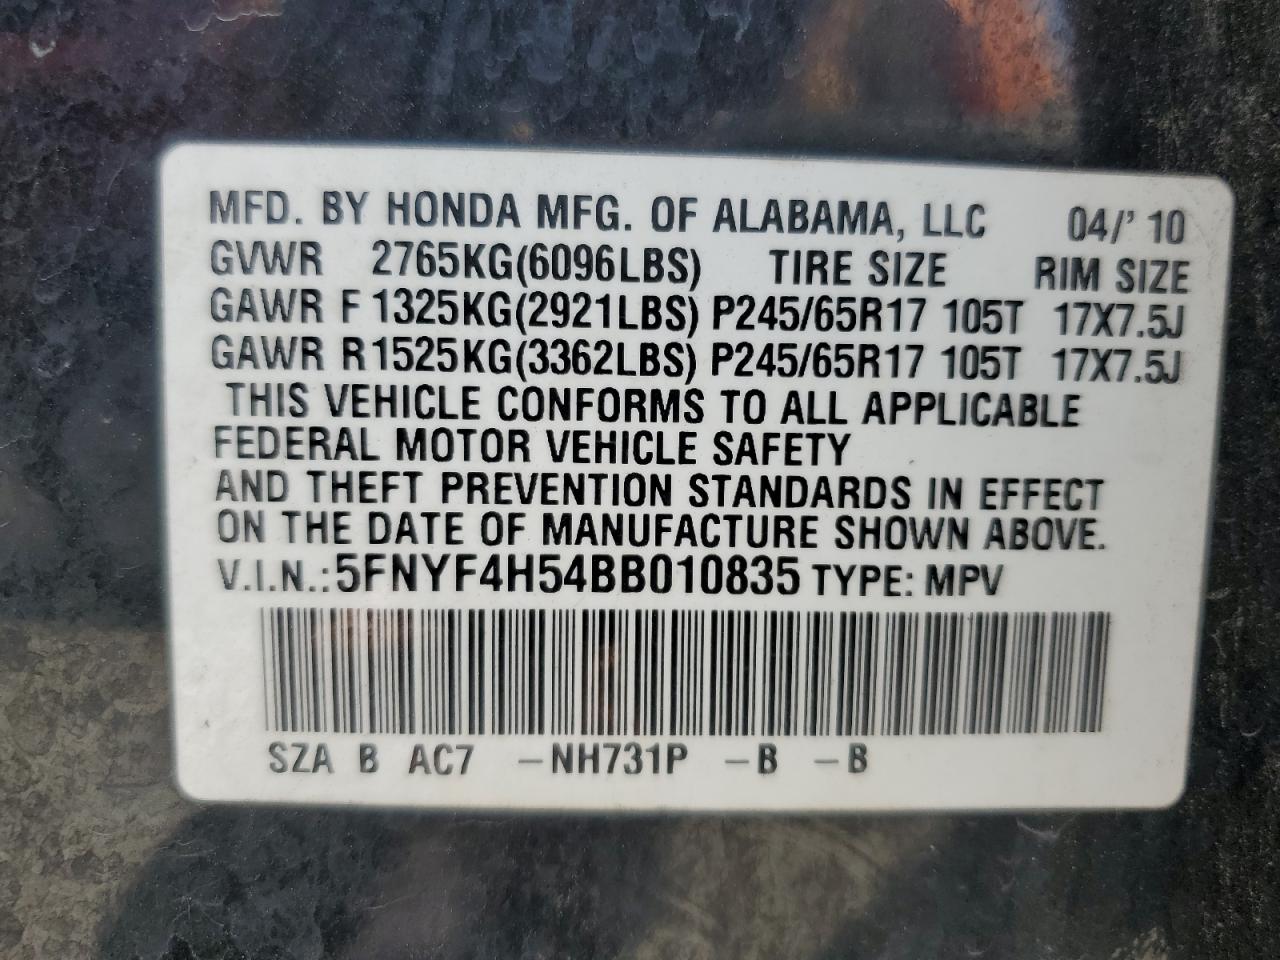 MFD. BY HONDA MFG. OF ALABAMA, LLC 04/'10
GVWR 2765KG(6096LBS) TIRE SIZE RIM SIZE
GAWR F 1325KG(2921LBS) P245/65R17 105T 17X7.5J
GAWR R 1525KG(3362LBS) P245/65R17 105T 17X7.5J
THIS VEHICLE CONFORMS TO ALL APPLICABLE
FEDERAL MOTOR VEHICLE SAFETY
AND THEFT PREVENTION STANDARDS IN EFFECT
ON THE DATE OF MANUFACTURE SHOWN ABOVE.
V.I.N.:5FNYF4H54BB010835 TYPE: MPV
SZA B AC7 -NH731P -B -B